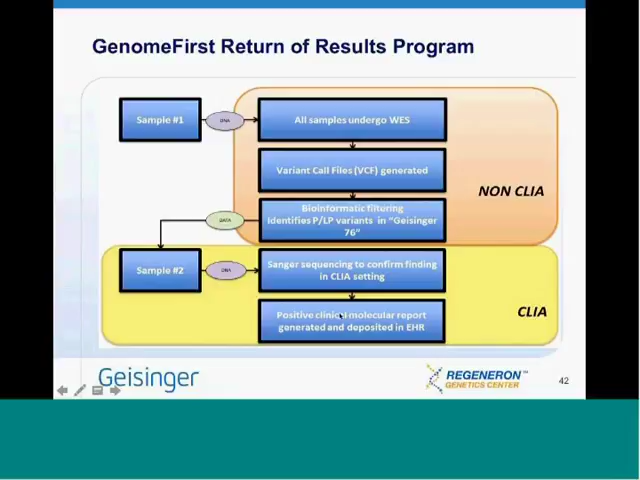 GenomeFirst Return of Results Program
Sample #1
DNA
All samples undergo WES
Variant Call Files (VCF) generated
NON CLIA
Bioinformatic filtering
Identifies P/LP variants in "Geisinger
76"
DATA
Sample #2
DNA
Sanger sequencing to confirm finding
in CLIA setting
CLIA
Positive clinical molecular report
generated and deposited in EHR
Geisinger
REGENERON™
GENETICS CENTER
42